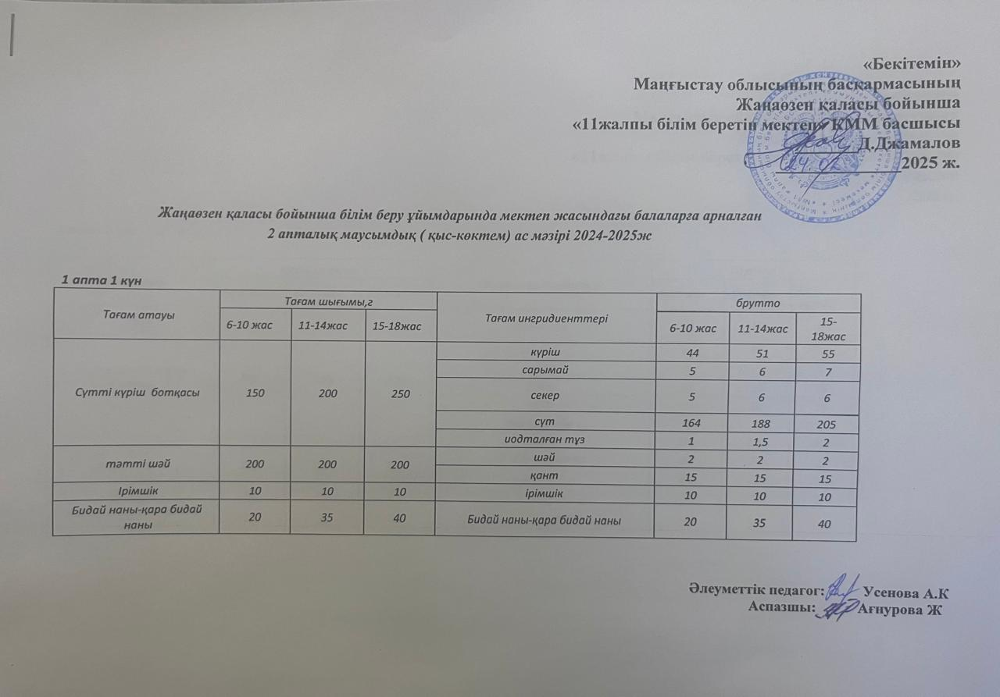 «Бекітемін»
Маңғыстау облысының басқармасының
Жаңаөзен қаласы бойынша
«11жалпы білім беретін мектеп» КММ басшысы
Д.Джамалов
24.02 2025 ж.
Жаңаөзен қаласы бойынша білім беру ұйымдарында мектеп жасындағы балаларға арналған
2 апталық маусымдық ( қыс-көктем) ас мәзірі 2024-2025ж
1 апта 1 күн
Тағам атауы Тағам шығымы,г Тағам ингридиенттері брутто
6-10 жас 11-14жас 15-18жас 6-10 жас 11-14жас 15-18жас
Сүтті күріш ботқасы 150 200 250 күріш 44 51 55
сарымай 5 6 7
секер 5 6 6
сүт 164 188 205
иодталған тұз 1 1,5 2
тәтті шәй 200 200 200 шәй 2 2 2
қант 15 15 15
Ірімшік 10 10 10 ірімшік 10 10 10
Бидай наны-қара бидай наны 20 35 40 Бидай наны-қара бидай наны 20 35 40
Әлеуметтік педагог: Усенова А.К
Аспазшы: Ағнурова Ж